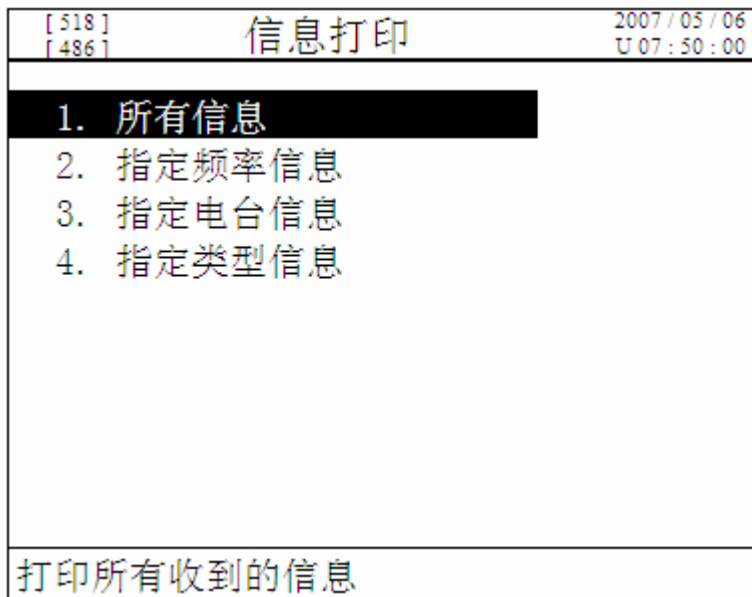 [ 518 ]
[ 486 ]
信息打印
2007 / 05 / 06
U 07 : 50 : 00
1. 所有信息
2. 指定频率信息
3. 指定电台信息
4. 指定类型信息
打印所有收到的信息